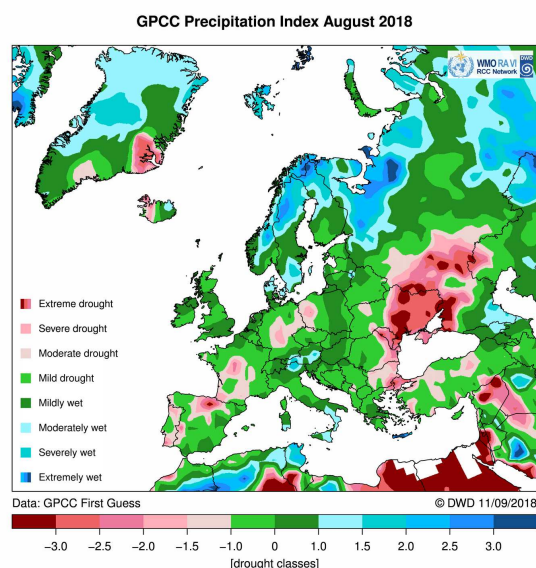 GPCC Precipitation Index August 2018
WMO RA VI
RCC Network
DWD
Extreme drought
Severe drought
Moderate drought
Mild drought
Mildly wet
Moderately wet
Severely wet
Extremely wet
Data: GPCC First Guess
© DWD 11/09/2018
−3.0 −2.5 −2.0 −1.5 −1.0 0 1.0 1.5 2.0 2.5 3.0
[drought classes]